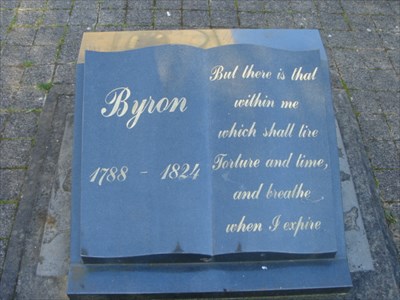 Byron
1788 - 1824
But there is that
within me
which shall tire
Torture and time,
and breathe
when I expire